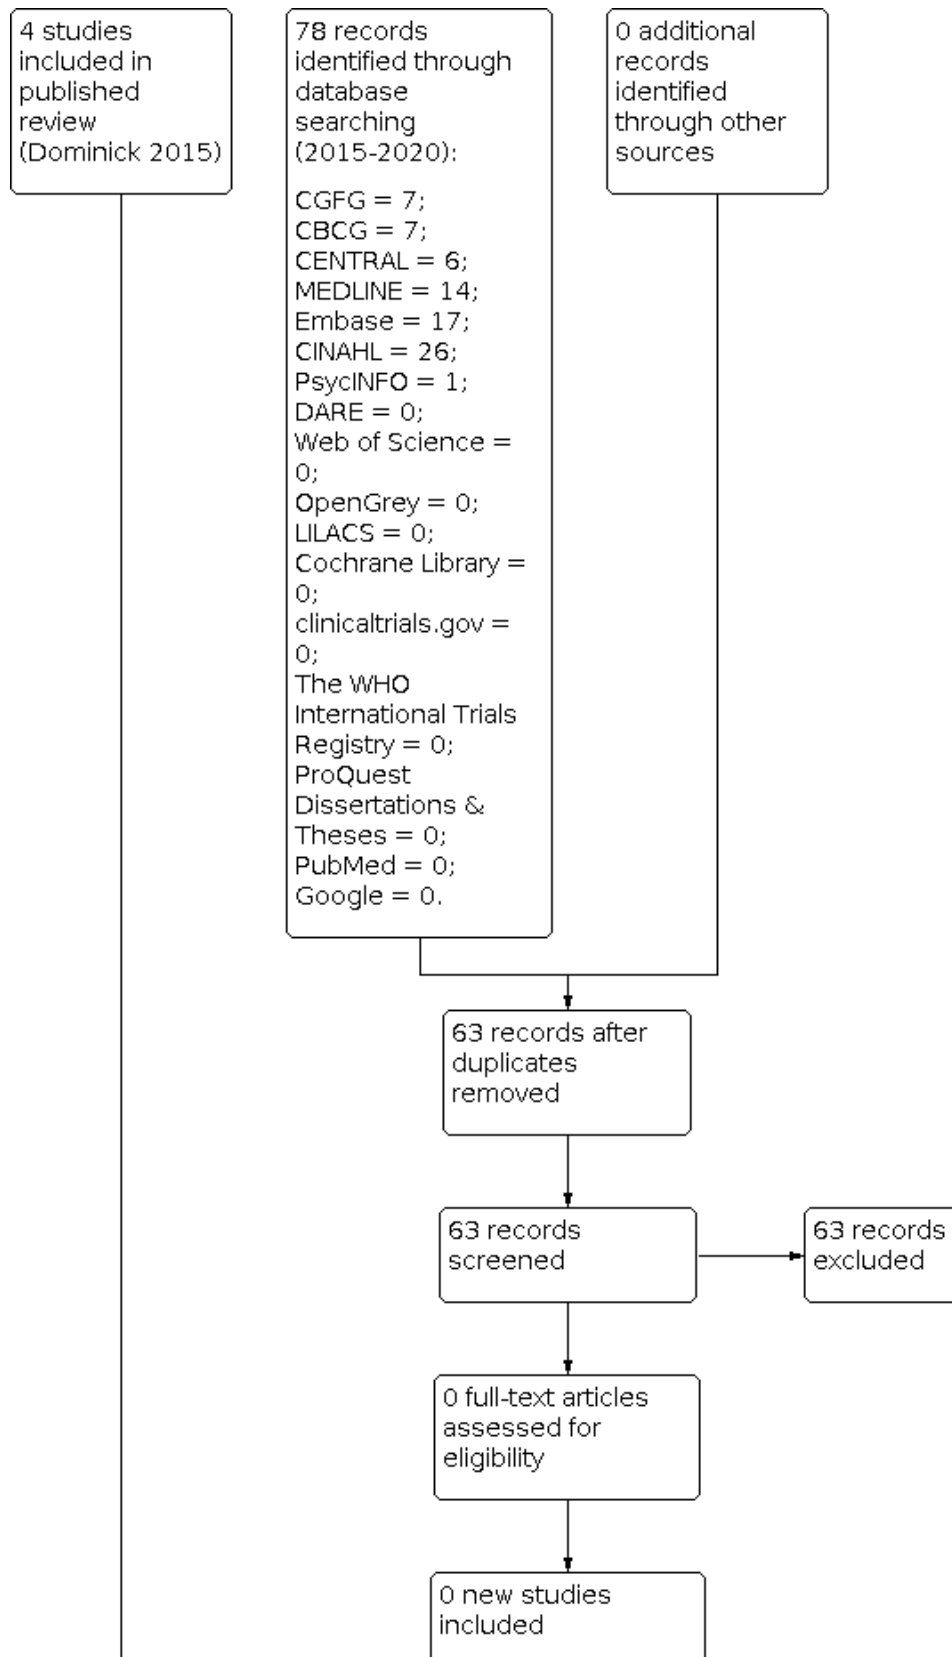 4 studies
included in
published
review
(Dominick 2015)
78 records
identified through
database
searching
(2015-2020):
CGFG = 7;
CBCG = 7;
CENTRAL = 6;
MEDLINE = 14;
Embase = 17;
CINAHL = 26;
PsycINFO = 1;
DARE = 0;
Web of Science =
0;
OpenGrey = 0;
LILACS = 0;
Cochrane Library =
0;
clinicaltrials.gov =
0;
The WHO
International Trials
Registry = 0;
ProQuest
Dissertations &
Theses = 0;
PubMed = 0;
Google = 0.
0 additional
records
identified
through other
sources
63 records after
duplicates
removed
63 records
screened
63 records
excluded
0 full-text articles
assessed for
eligibility
0 new studies
included